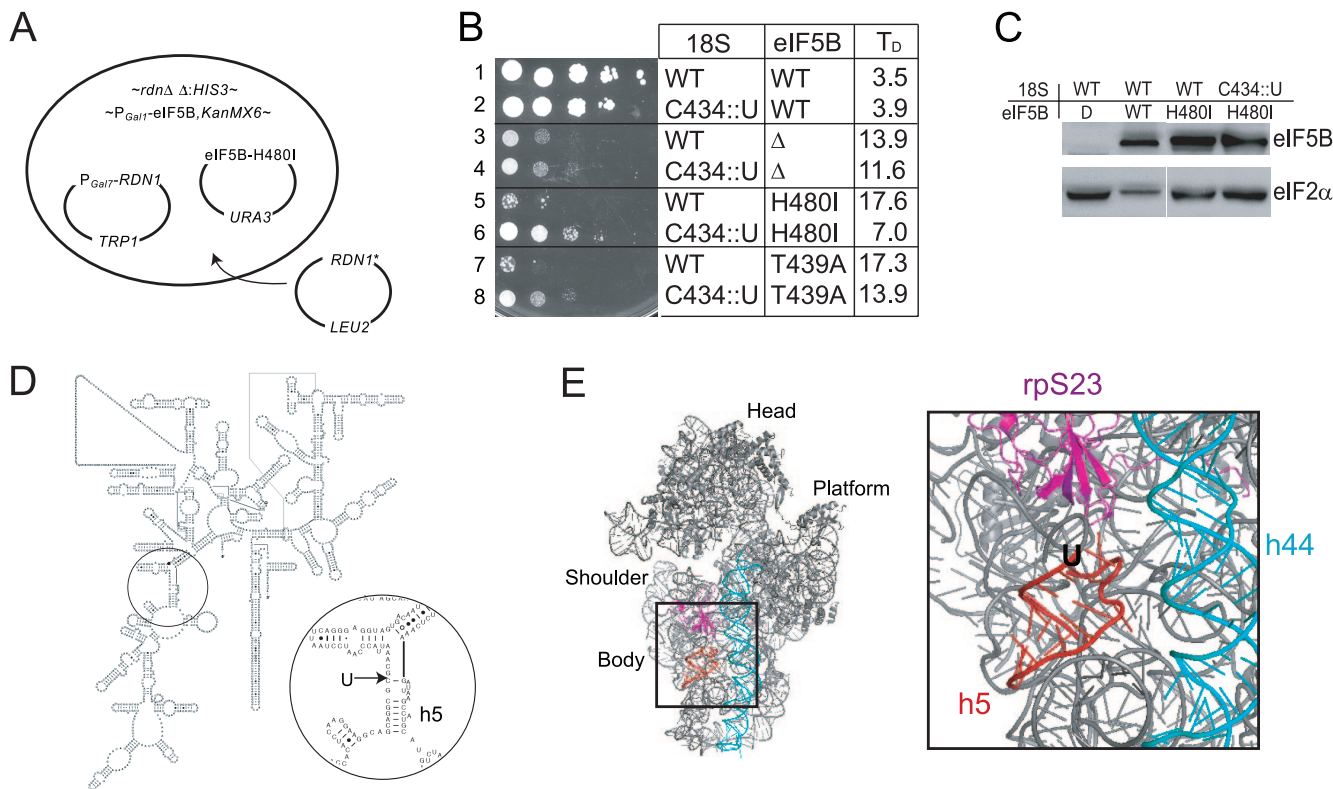 A
~rdnΔ Δ:HIS3~
~PGal1-eIF5B,KanMX6~
eIF5B-H480I
PGal7-RDN1
URA3
TRP1
RDN1*
LEU2
B
18S eIF5B TD
1 WT WT 3.5
2 C434::U WT 3.9
3 WT Δ 13.9
4 C434::U Δ 11.6
5 WT H480I 17.6
6 C434::U H480I 7.0
7 WT T439A 17.3
8 C434::U T439A 13.9
C
18S WT WT WT C434::U
eIF5B D WT H480I H480I
eIF5B
eIF2α
D
U
h5
E
Head
Platform
Shoulder
Body
rpS23
U
h44
h5